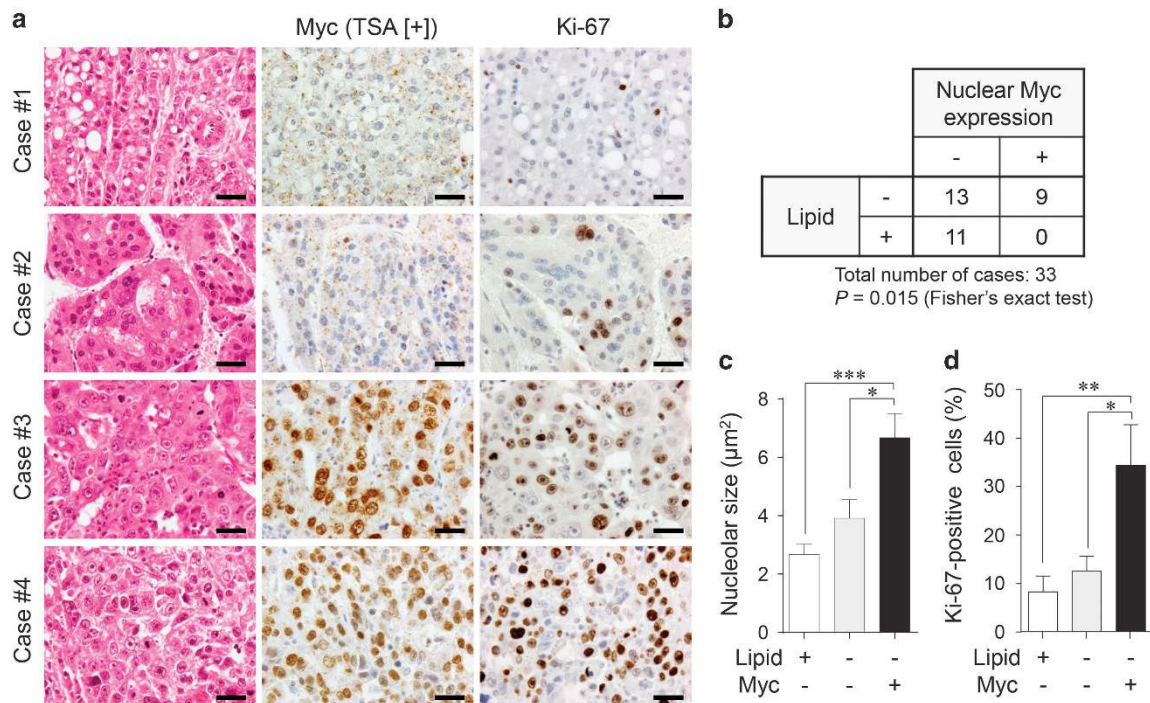 a
Myc (TSA [+])
Ki-67
Case #1
Case #2
Case #3
Case #4
b
Nuclear Myc
expression
- +
Lipid - 13 9
+ 11 0
Total number of cases: 33
P = 0.015 (Fisher's exact test)
c
***
*
Nucleolar size (µm²)
8
6
4
2
0
Lipid + - -
Myc - - +
d
**
*
Ki-67-positive cells (%)
50
40
30
20
10
0
+ - -
- - +